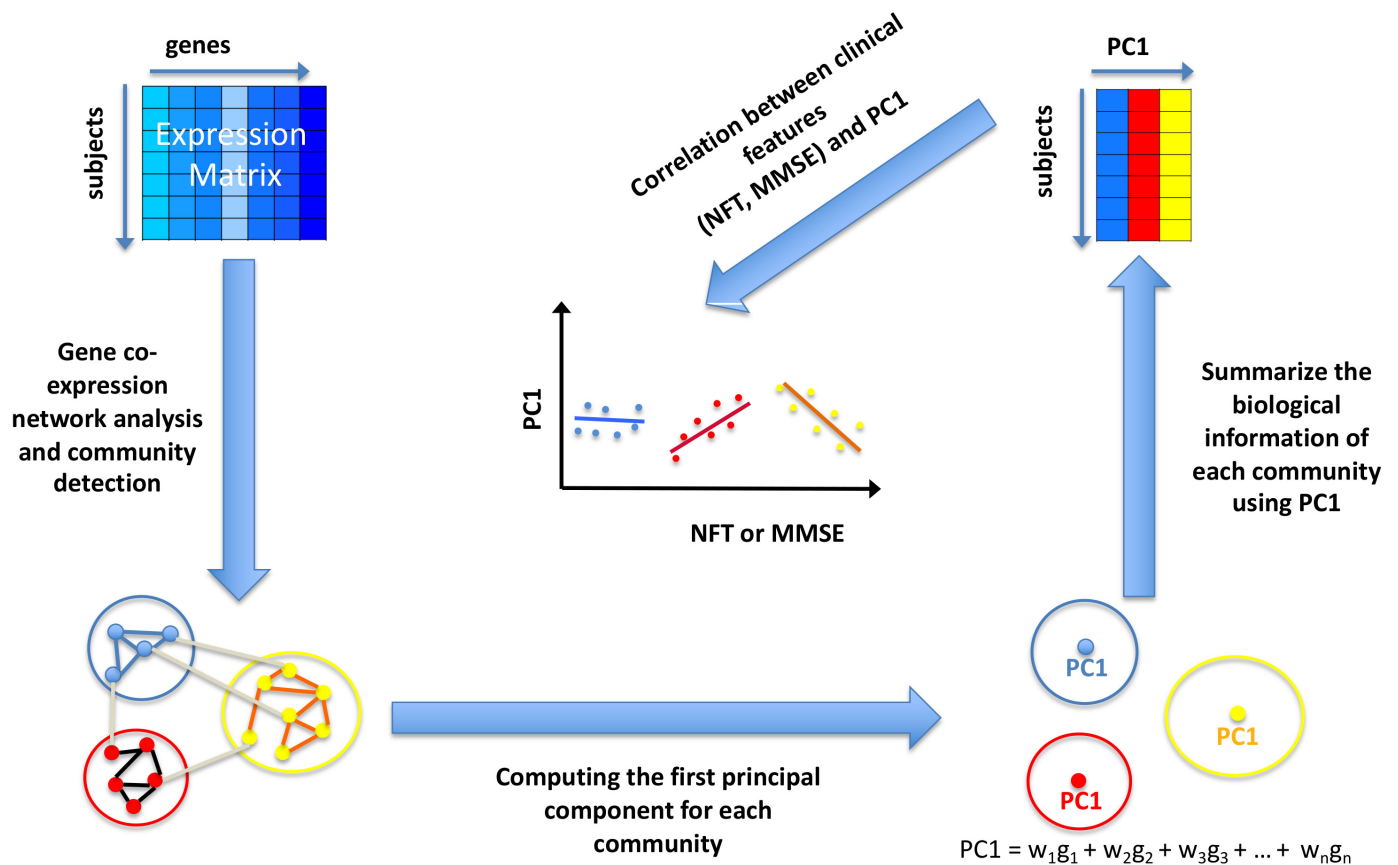 genes
subjects
Expression
Matrix
Gene co-
expression
network analysis
and community
detection
Computing the first principal
component for each
community
PC1
PC1
PC1
PC1 = w₁g₁ + w₂g₂ + w₃g₃ + ... + wₙgₙ
Summarize the
biological
information of
each community
using PC1
PC1
subjects
Correlation between clinical
features
(NFT, MMSE) and PC1
PC1
NFT or MMSE